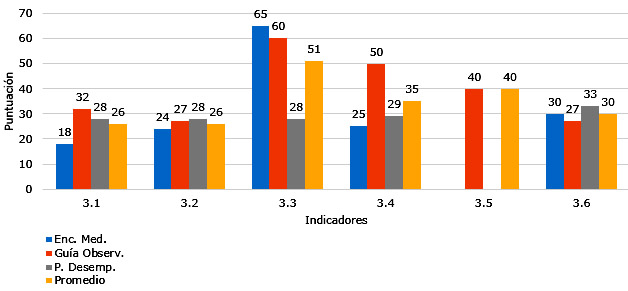 70
60
50
40
30
20
10
0
Puntuación
18 32 28 26
24 27 28 26
65 60 28 51
25 50 29 35
40 40
30 27 33 30
3.1 3.2 3.3 3.4 3.5 3.6
Indicadores
Enc. Med.
Guía Observ.
P. Desemp.
Promedio